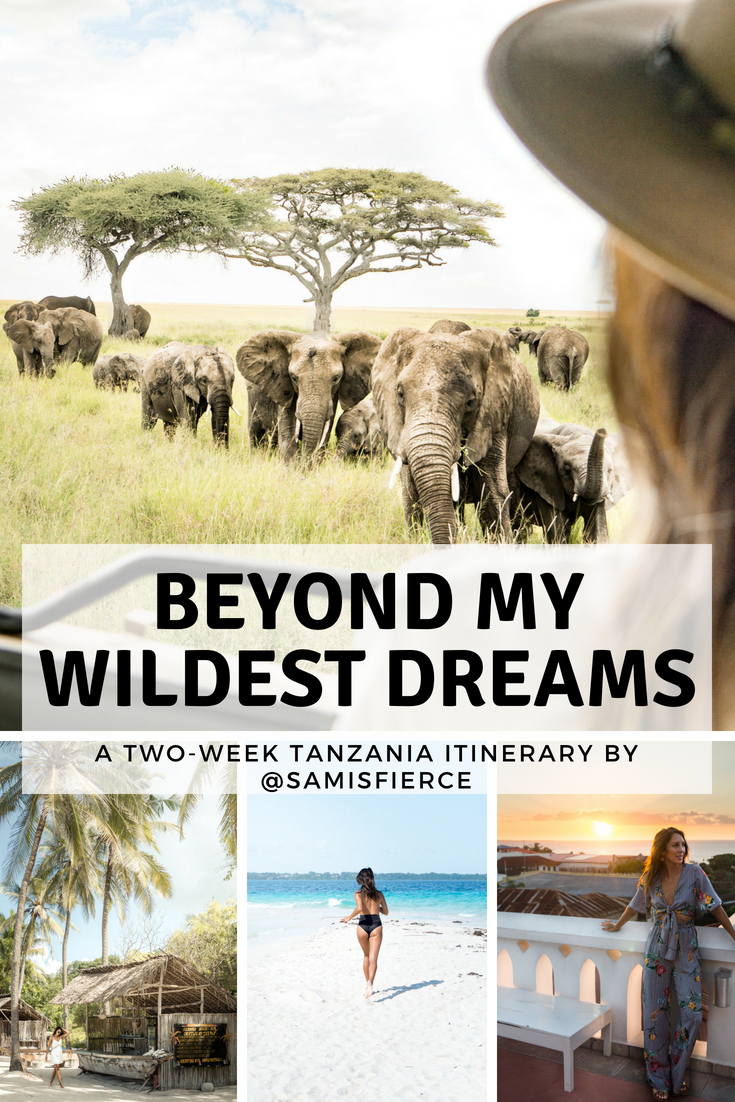 BEYOND MY
WILDEST DREAMS
A TWO-WEEK TANZANIA ITINERARY BY
@SAMISFIERCE